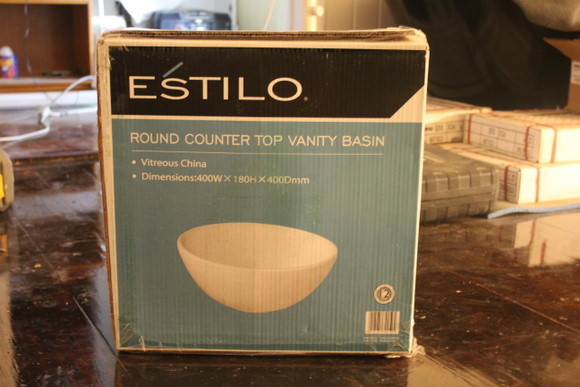 ESTILO
ROUND COUNTER TOP VANITY BASIN
• Vitreous China
• Dimensions:400W×180H×400Dmm